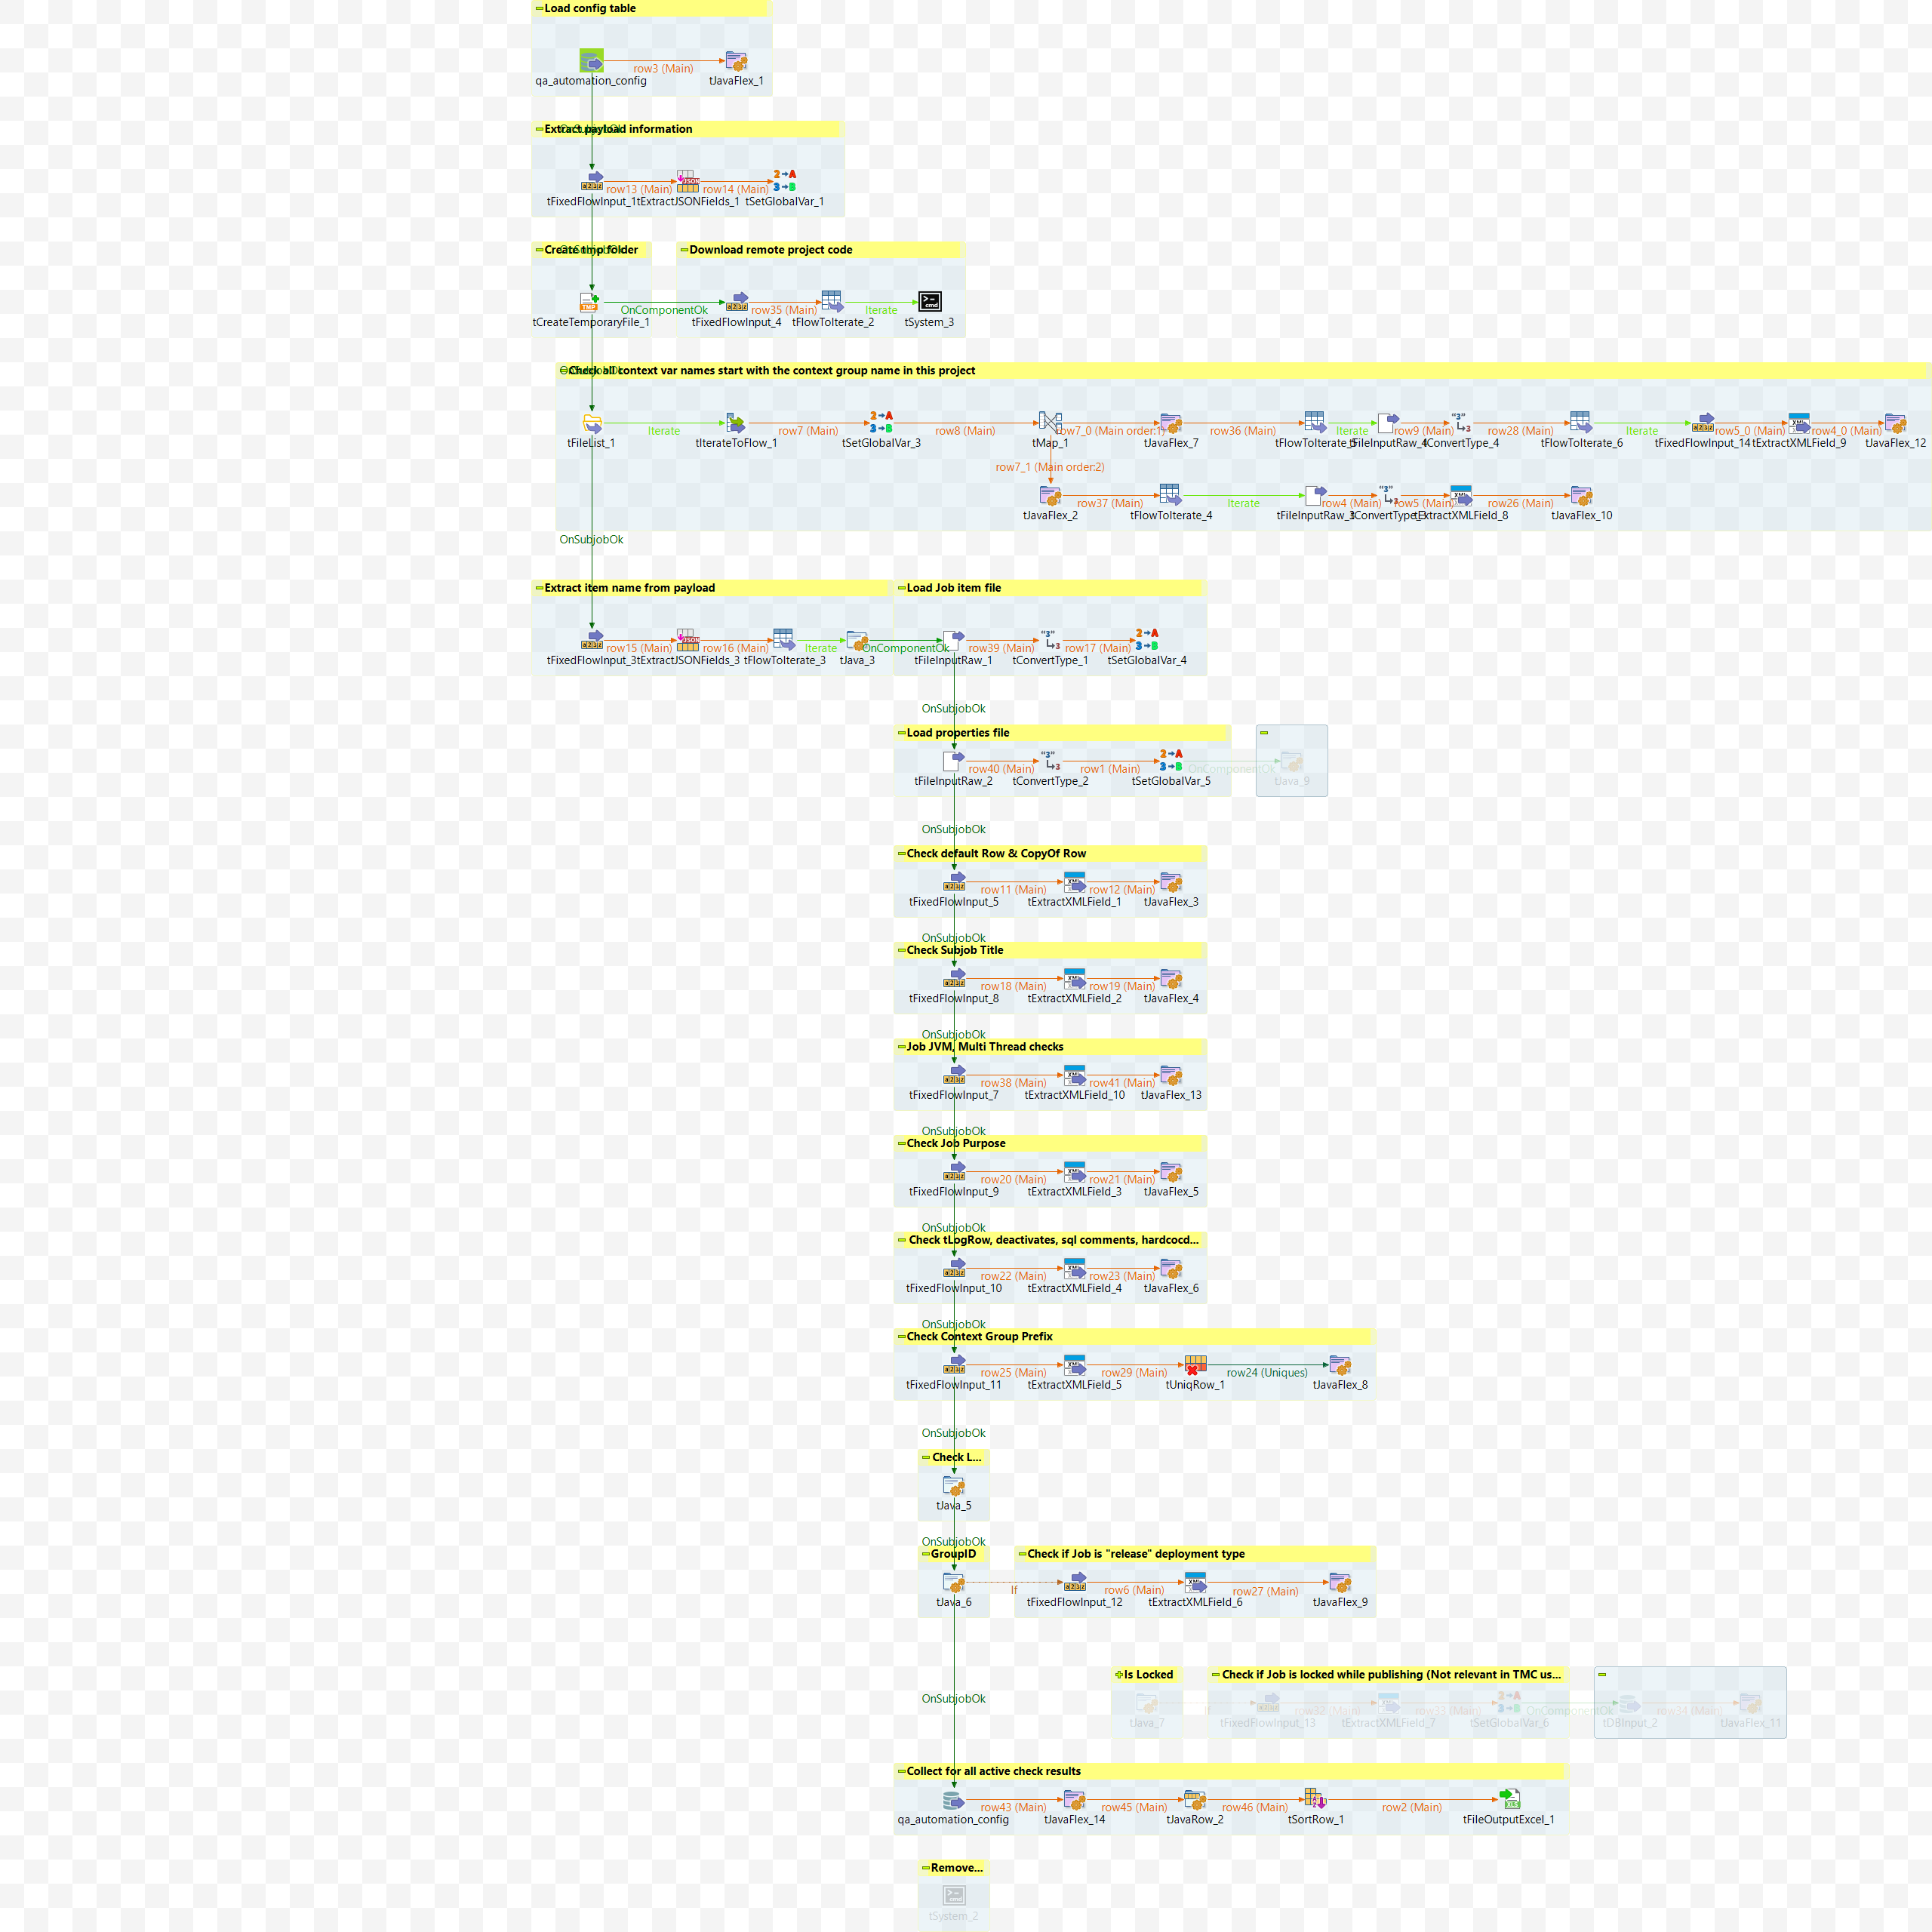 Load config table
row3 (Main)
qa_automation_config tJavaFlex_1
OnSubjobOk
Extract payload information
row13 (Main) row14 (Main)
tFixedFlowInput_1 tExtractJSONFields_1 tSetGlobalVar_1
OnSubjobOk
Create tmp folder Download remote project code
OnComponentOk row35 (Main) Iterate
tCreateTemporaryFile_1 tFixedFlowInput_4 tFlowToIterate_2 tSystem_3
OnSubjobOk
Check all context var names start with the context group name in this project
Iterate row7 (Main) row8 (Main) row7_0 (Main order:1) row36 (Main) Iterate row9 (Main) row28 (Main) Iterate row5_0 (Main) row4_0 (Main)
tFileList_1 tIterateToFlow_1 tSetGlobalVar_3 tMap_1 tJavaFlex_7 tFlowToIterate_5 tFileInputRaw_4 tConvertType_4 tFlowToIterate_6 tFixedFlowInput_14 tExtractXMLField_9 tJavaFlex_12
row7_1 (Main order:2)
row37 (Main) Iterate row4 (Main) row5 (Main) row26 (Main)
tJavaFlex_2 tFlowToIterate_4 tFileInputRaw_3 tConvertType_3 tExtractXMLField_8 tJavaFlex_10
OnSubjobOk
Extract item name from payload Load Job item file
row15 (Main) row16 (Main) Iterate OnComponentOk row39 (Main) row17 (Main)
tFixedFlowInput_3 tExtractJSONFields_3 tFlowToIterate_3 tJava_3 tFileInputRaw_1 tConvertType_1 tSetGlobalVar_4
OnSubjobOk
Load properties file
row40 (Main) row1 (Main) OnComponentOk
tFileInputRaw_2 tConvertType_2 tSetGlobalVar_5 tJava_9
OnSubjobOk
Check default Row & CopyOf Row
row11 (Main) row12 (Main)
tFixedFlowInput_5 tExtractXMLField_1 tJavaFlex_3
OnSubjobOk
Check Subjob Title
row18 (Main) row19 (Main)
tFixedFlowInput_8 tExtractXMLField_2 tJavaFlex_4
OnSubjobOk
Job JVM, Multi Thread checks
row38 (Main) row41 (Main)
tFixedFlowInput_7 tExtractXMLField_10 tJavaFlex_13
OnSubjobOk
Check Job Purpose
row20 (Main) row21 (Main)
tFixedFlowInput_9 tExtractXMLField_3 tJavaFlex_5
OnSubjobOk
Check tLogRow, deactivates, sql comments, hardcocd...
row22 (Main) row23 (Main)
tFixedFlowInput_10 tExtractXMLField_4 tJavaFlex_6
OnSubjobOk
Check Context Group Prefix
row25 (Main) row29 (Main) row24 (Uniques)
tFixedFlowInput_11 tExtractXMLField_5 tUniqRow_1 tJavaFlex_8
OnSubjobOk
Check L...
tJava_5
OnSubjobOk
GroupID Check if Job is "release" deployment type
If row6 (Main) row27 (Main)
tJava_6 tFixedFlowInput_12 tExtractXMLField_6 tJavaFlex_9
Is Locked Check if Job is locked while publishing (Not relevant in TMC us...
OnSubjobOk
If row32 (Main) row33 (Main) OnComponentOk row34 (Main)
tJava_7 tFixedFlowInput_13 tExtractXMLField_7 tSetGlobalVar_6 tDBInput_2 tJavaFlex_11
Collect for all active check results
row43 (Main) row45 (Main) row46 (Main) row2 (Main)
qa_automation_config tJavaFlex_14 tJavaRow_2 tSortRow_1 tFileOutputExcel_1
Remove...
tSystem_2